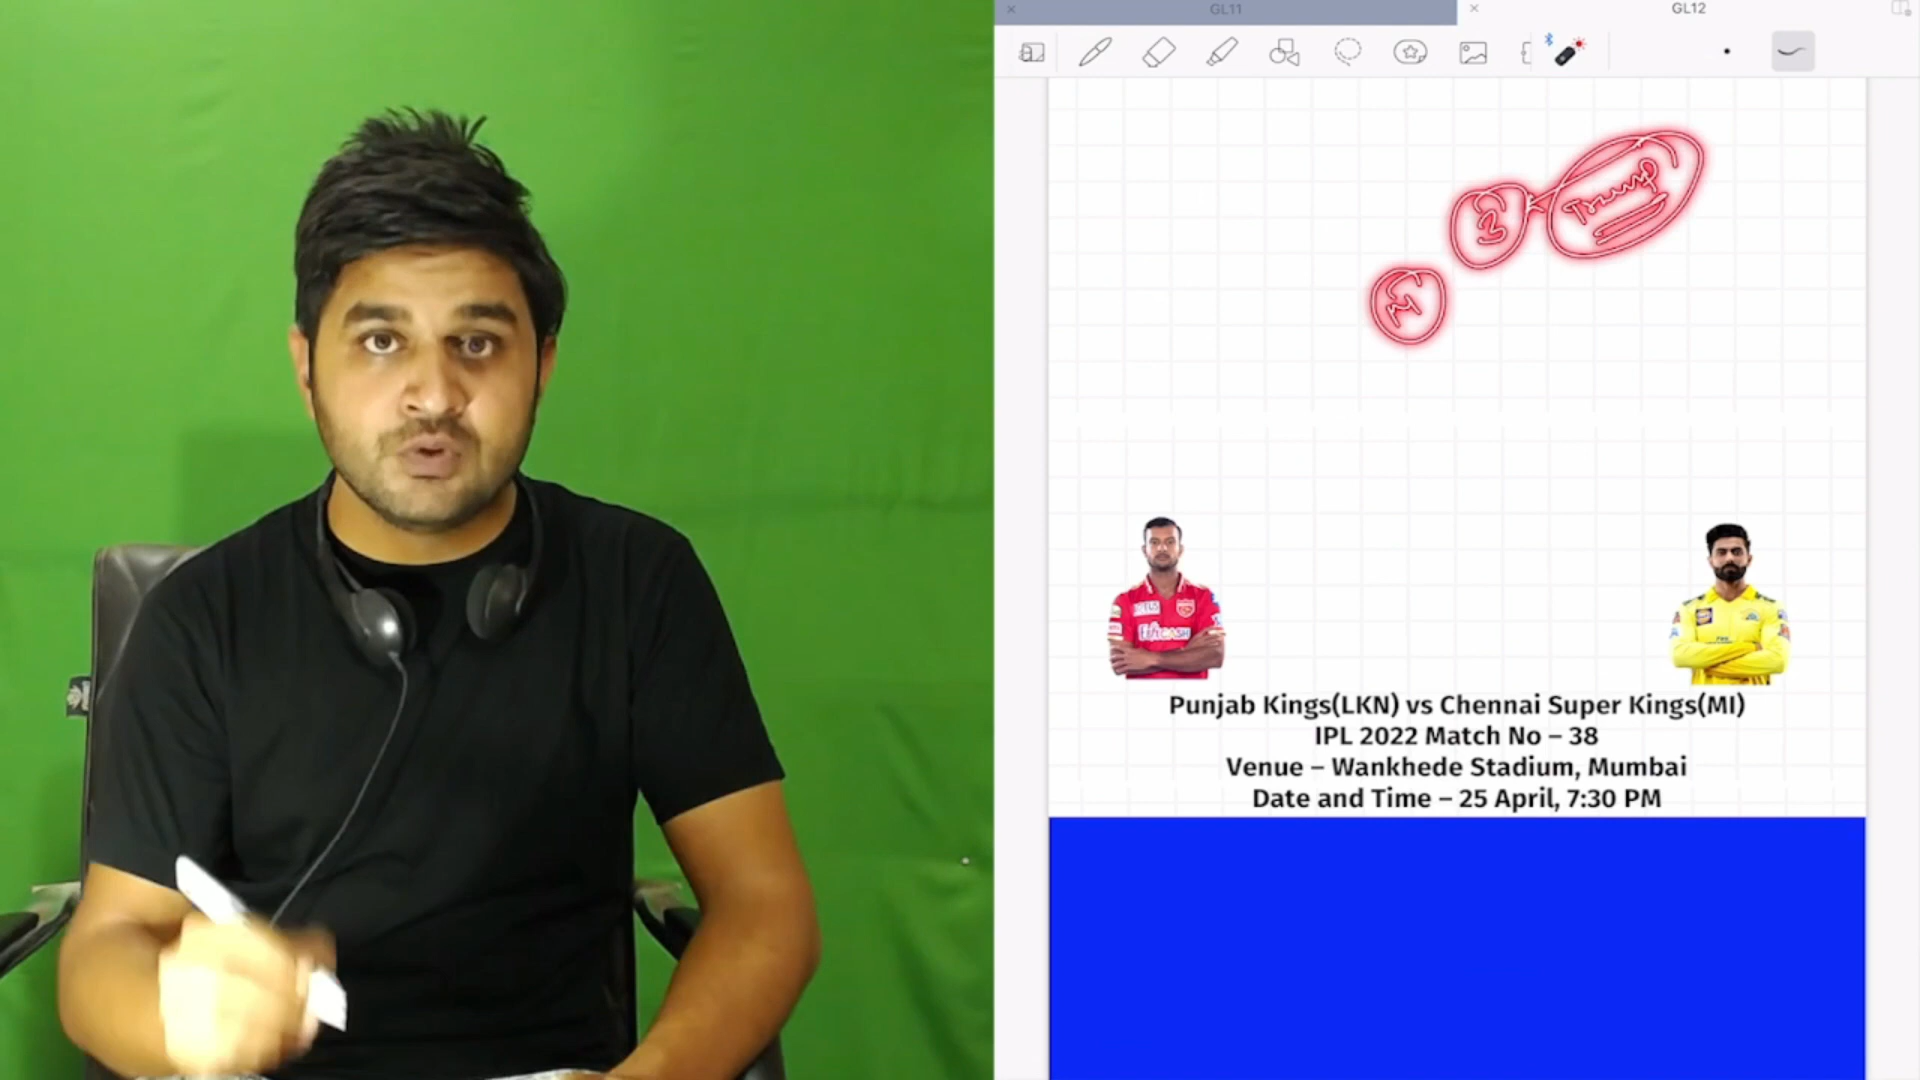 GL11
GL12
Trump
Punjab Kings(LKN) vs Chennai Super Kings(MI)
IPL 2022 Match No – 38
Venue – Wankhede Stadium, Mumbai
Date and Time – 25 April, 7:30 PM